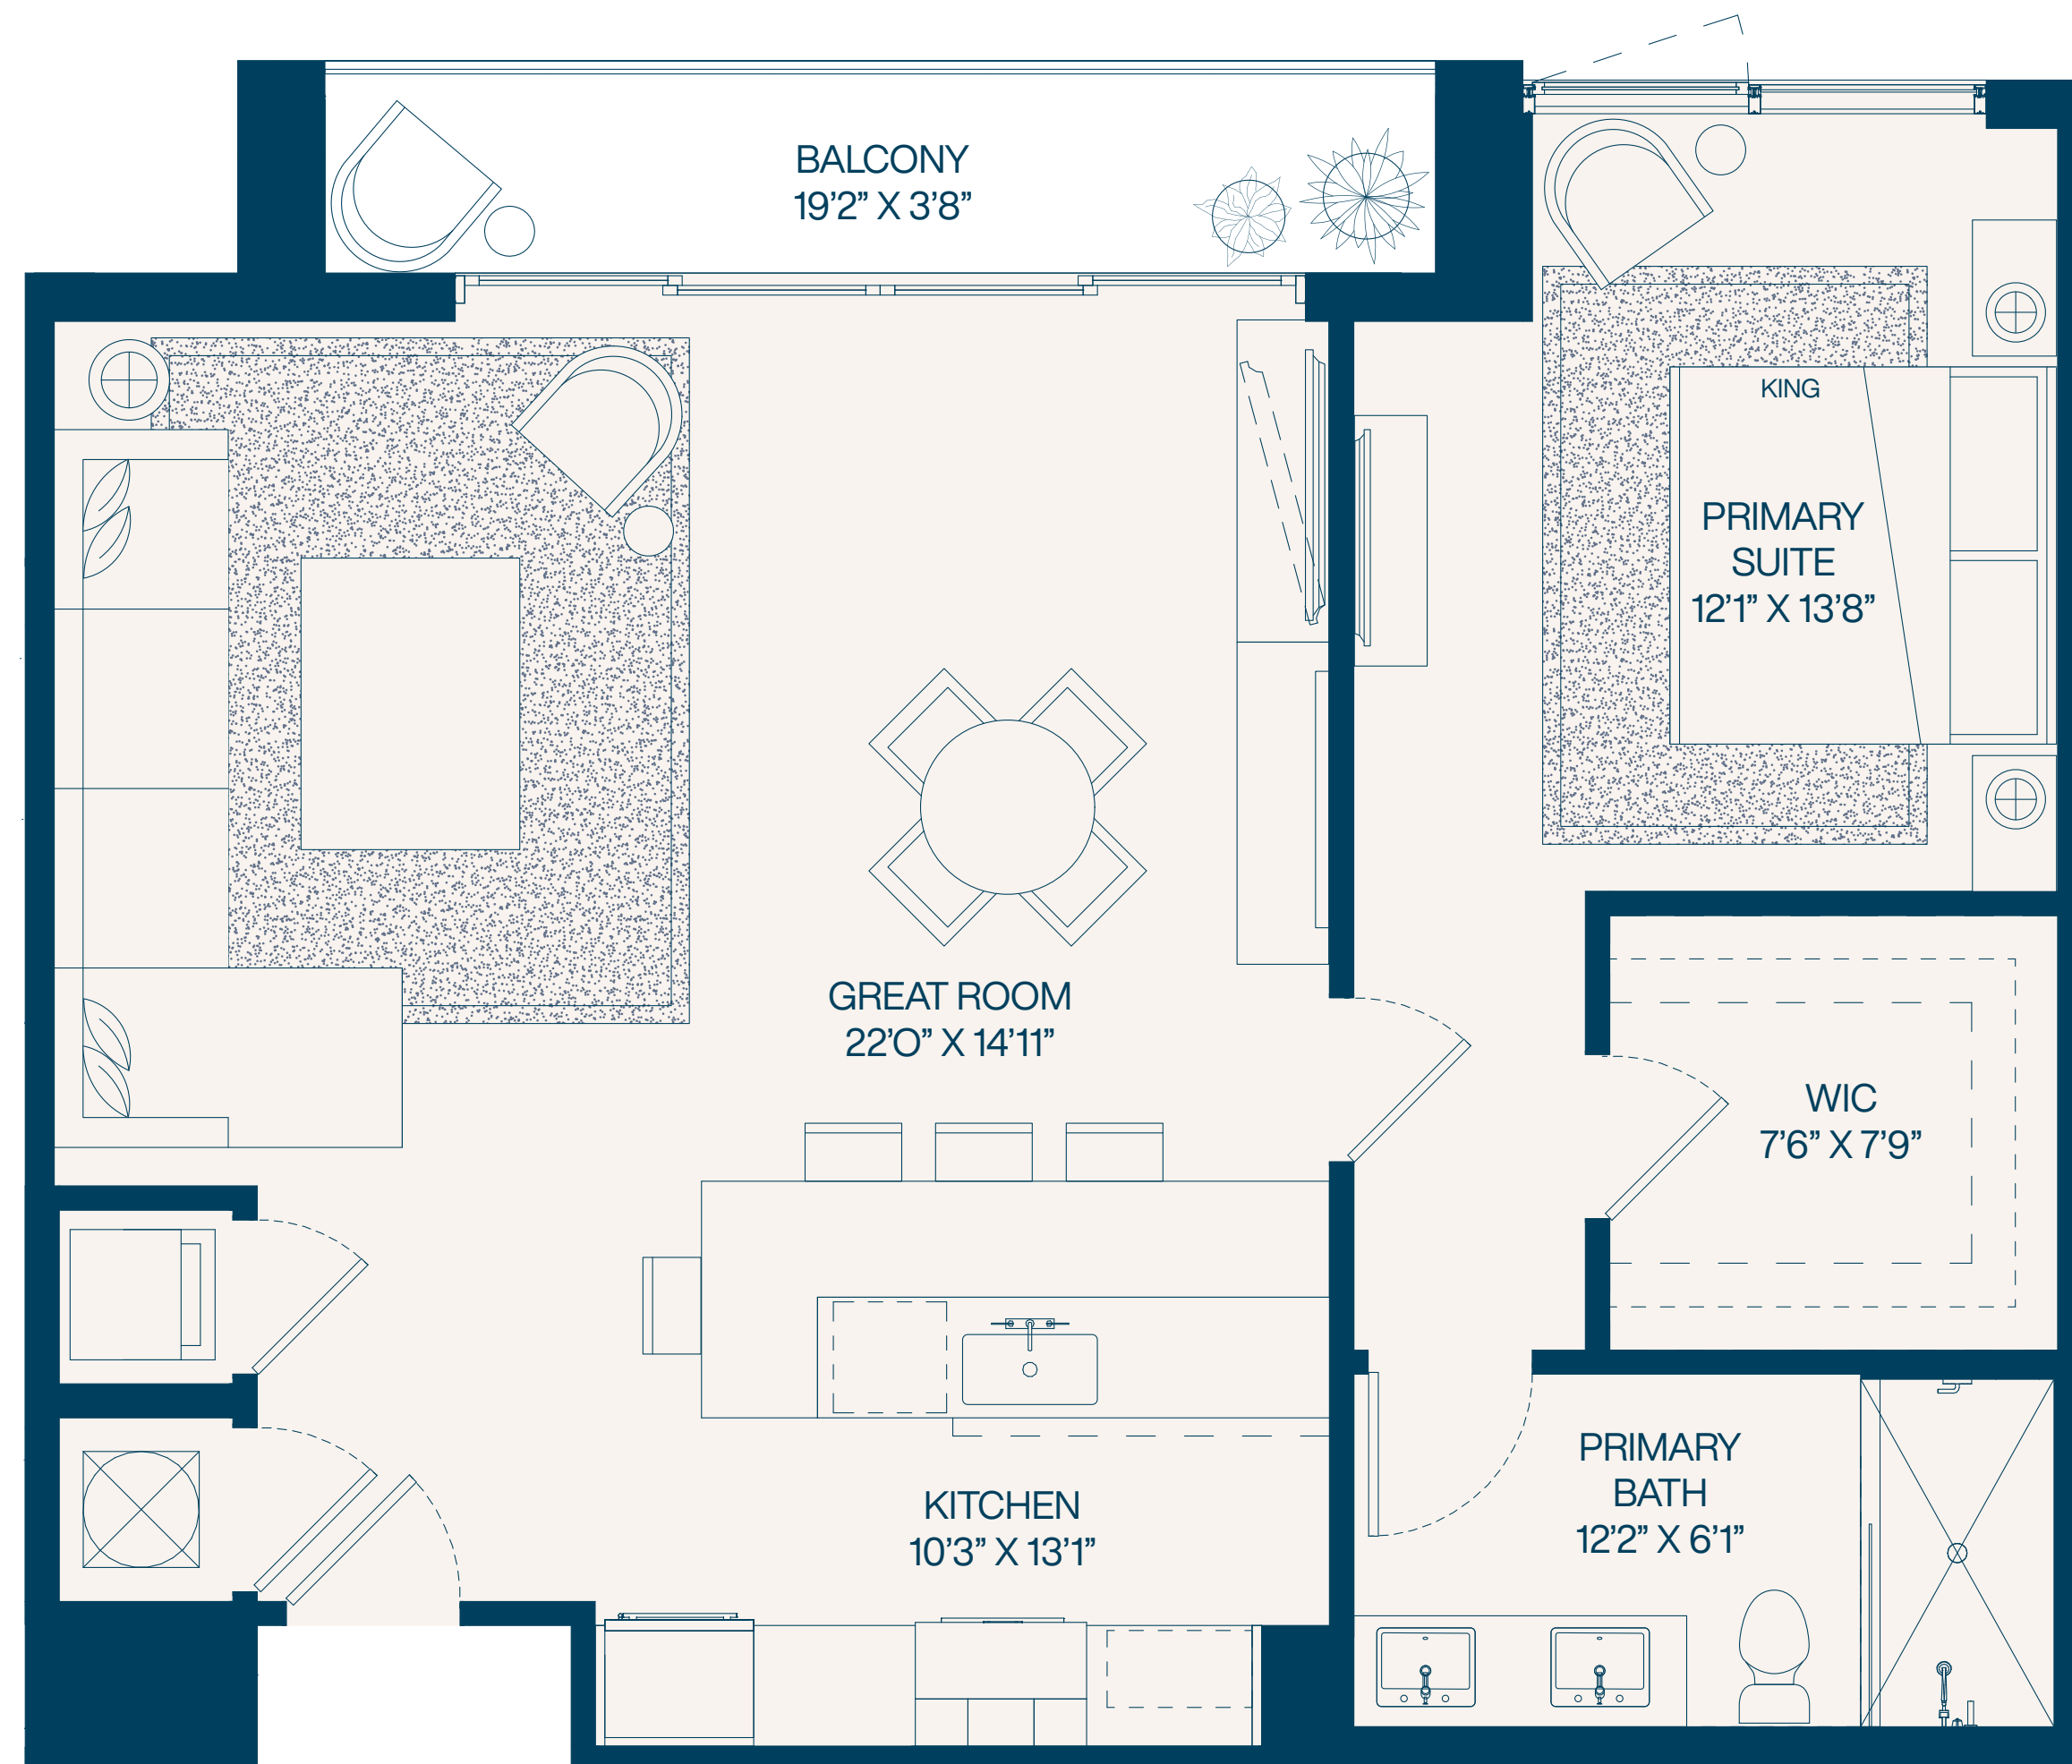 BALCONY
19’2” X 3’8”
KING
PRIMARY
SUITE
12’1” X 13’8”
GREAT ROOM
22’0” X 14’11”
WIC
7’6” X 7’9”
PRIMARY
BATH
12’2” X 6’1”
KITCHEN
10’3” X 13’1”